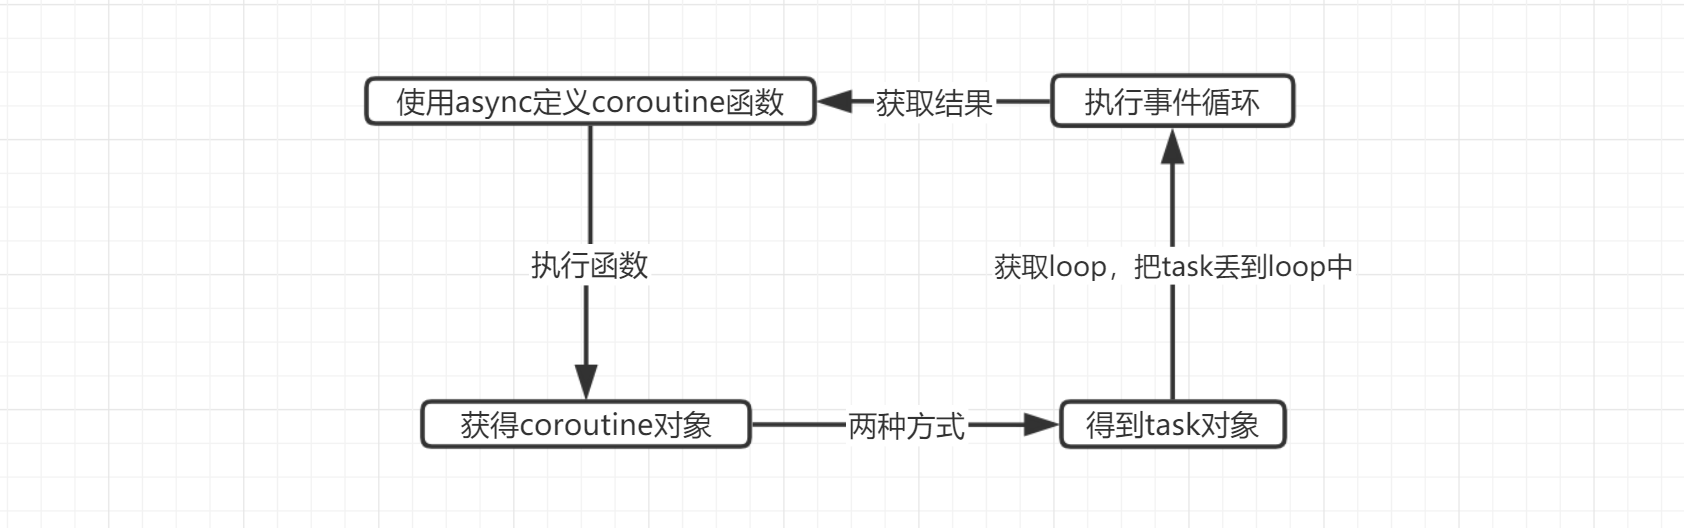 使用async定义coroutine函数
获取结果
执行事件循环
执行函数
获取loop，把task丢到loop中
获得coroutine对象
两种方式
得到task对象